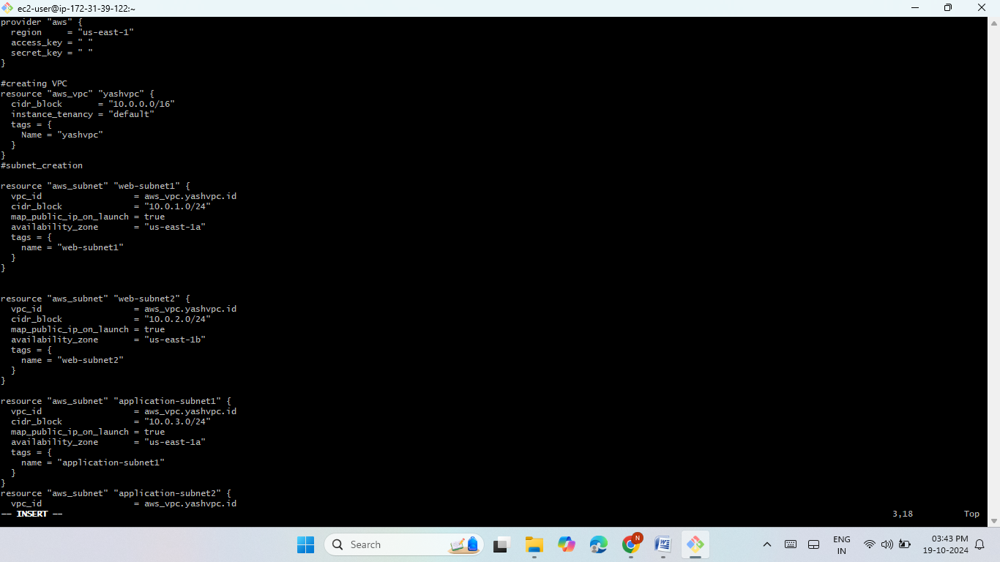 ec2-user@ip-172-31-39-122:~
provider "aws" {
  region     = "us-east-1"
  access_key = " "
  secret_key = " "
}

#creating VPC
resource "aws_vpc" "yashvpc" {
  cidr_block       = "10.0.0.0/16"
  instance_tenancy = "default"
  tags = {
    Name = "yashvpc"
  }
}
#subnet_creation

resource "aws_subnet" "web-subnet1" {
  vpc_id                  = aws_vpc.yashvpc.id
  cidr_block              = "10.0.1.0/24"
  map_public_ip_on_launch = true
  availability_zone       = "us-east-1a"
  tags = {
    name = "web-subnet1"
  }
}


resource "aws_subnet" "web-subnet2" {
  vpc_id                  = aws_vpc.yashvpc.id
  cidr_block              = "10.0.2.0/24"
  map_public_ip_on_launch = true
  availability_zone       = "us-east-1b"
  tags = {
    name = "web-subnet2"
  }
}

resource "aws_subnet" "application-subnet1" {
  vpc_id                  = aws_vpc.yashvpc.id
  cidr_block              = "10.0.3.0/24"
  map_public_ip_on_launch = true
  availability_zone       = "us-east-1a"
  tags = {
    name = "application-subnet1"
  }
}
resource "aws_subnet" "application-subnet2" {
  vpc_id                  = aws_vpc.yashvpc.id
-- INSERT -- 3,18 Top
Search
N
ENG
IN
03:43 PM
19-10-2024